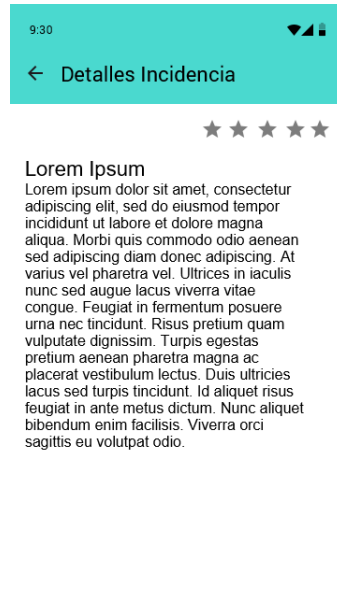 9:30
Detalles Incidencia
Lorem Ipsum
Lorem ipsum dolor sit amet, consectetur
adipiscing elit, sed do eiusmod tempor
incididunt ut labore et dolore magna
aliqua. Morbi quis commodo odio aenean
sed adipiscing diam donec adipiscing. At
varius vel pharetra vel. Ultrices in iaculis
nunc sed augue lacus viverra vitae
congue. Feugiat in fermentum posuere
urna nec tincidunt. Risus pretium quam
vulputate dignissim. Turpis egestas
pretium aenean pharetra magna ac
placerat vestibulum lectus. Duis ultricies
lacus sed turpis tincidunt. Id aliquet risus
feugiat in ante metus dictum. Nunc aliquet
bibendum enim facilisis. Viverra orci
sagittis eu volutpat odio.